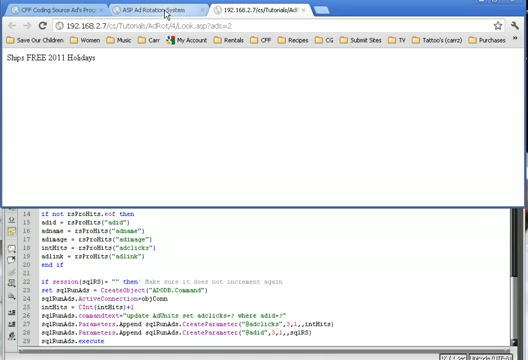 CFF Coding Source Ad's Prog
ASP Ad Rotation System
192.168.2.7/cs/Tutorials/AdR
192.168.2.7/cs/Tutorials/AdRot/4/Look.asp?ads=2
Save Our Children Women Music Carr My Account Rentals CFF Recipes CG Submit Sites TV Tattoo's (carrz) Purchases
Ships FREE 2011 Holidays
14 if not rsProHits.eof then
15 adid = rsProHits("adid")
16 adname = rsProHits("adname")
17 adimage = rsProHits("adimage")
18 intHits = rsProHits("adclicks")
19 adlink = rsProHits("adlink")
20 end if
21
22 if session(sqlRS)= "" then ' Make sure it does not increment again
23 set sqlRunAds = CreateObject("ADODB.Command")
24 sqlRunAds.ActiveConnection=objConn
25 intHits = CInt(intHits)+1
26 sqlRunAds.commandtext="update AdUnits set adclicks=? where adid=?"
27 sqlRunAds.Parameters.Append sqlRunAds.CreateParameter("@adclicks",3,1,,intHits)
28 sqlRunAds.Parameters.Append sqlRunAds.CreateParameter("@adid",3,1,,sqlRS)
29 sqlRunAds.execute